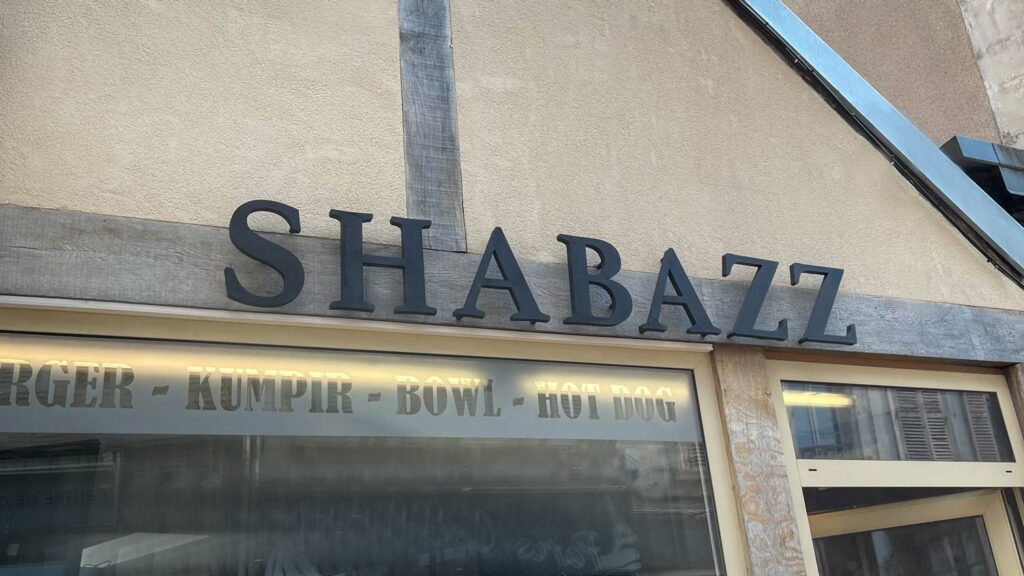 SHABAZZ
RGER - KUMPIR - BOWL - HOT DOG